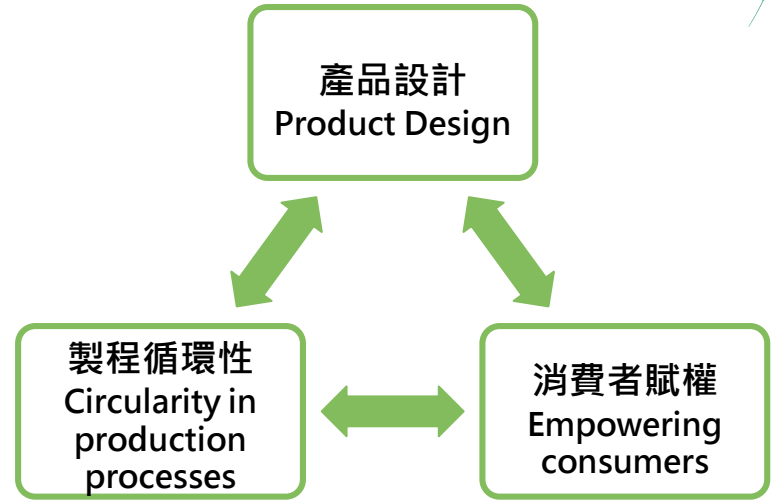 產品設計
Product Design
製程循環性
Circularity in
production
processes
消費者賦權
Empowering
consumers